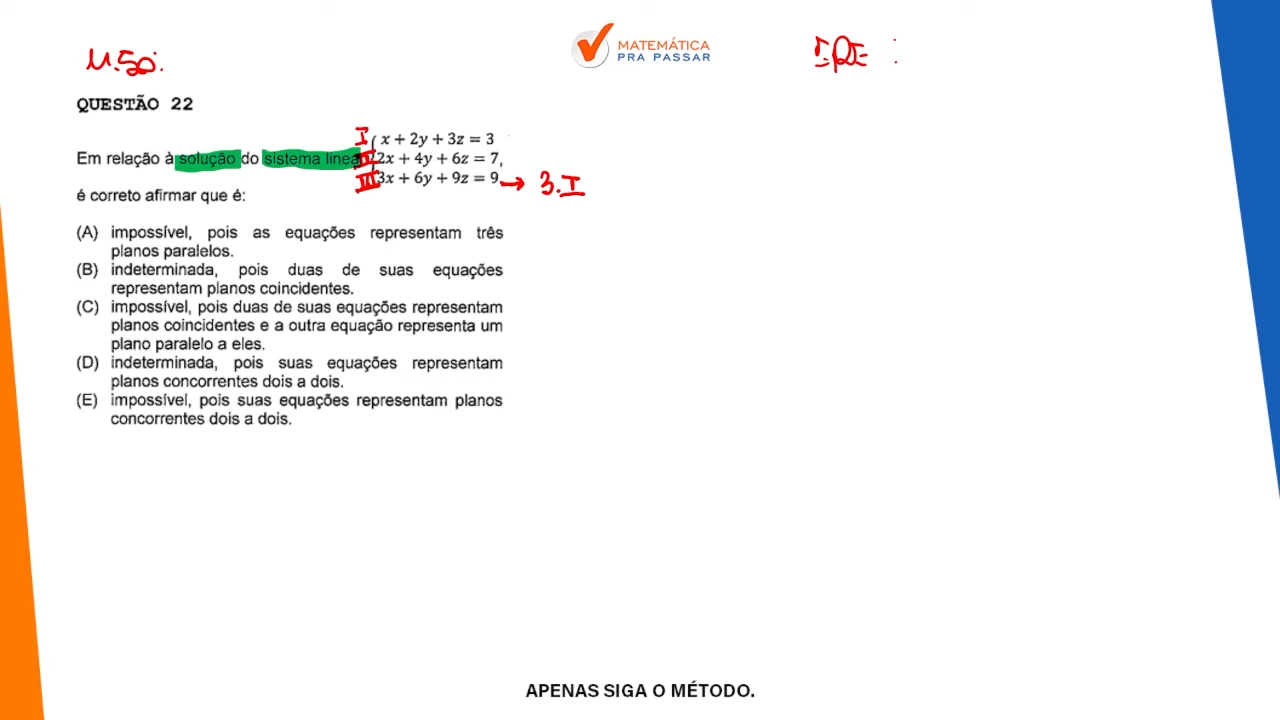 MATEMÁTICA
PRA PASSAR
QUESTÃO 22
I x + 2y + 3z = 3
Em relação à solução do sistema linea II 2x + 4y + 6z = 7,
III 3x + 6y + 9z = 9 → 3.I
é correto afirmar que é:
(A) impossível, pois as equações representam três
planos paralelos.
(B) indeterminada, pois duas de suas equações
representam planos coincidentes.
(C) impossível, pois duas de suas equações representam
planos coincidentes e a outra equação representa um
plano paralelo a eles.
(D) indeterminada, pois suas equações representam
planos concorrentes dois a dois.
(E) impossível, pois suas equações representam planos
concorrentes dois a dois.
APENAS SIGA O MÉTODO.